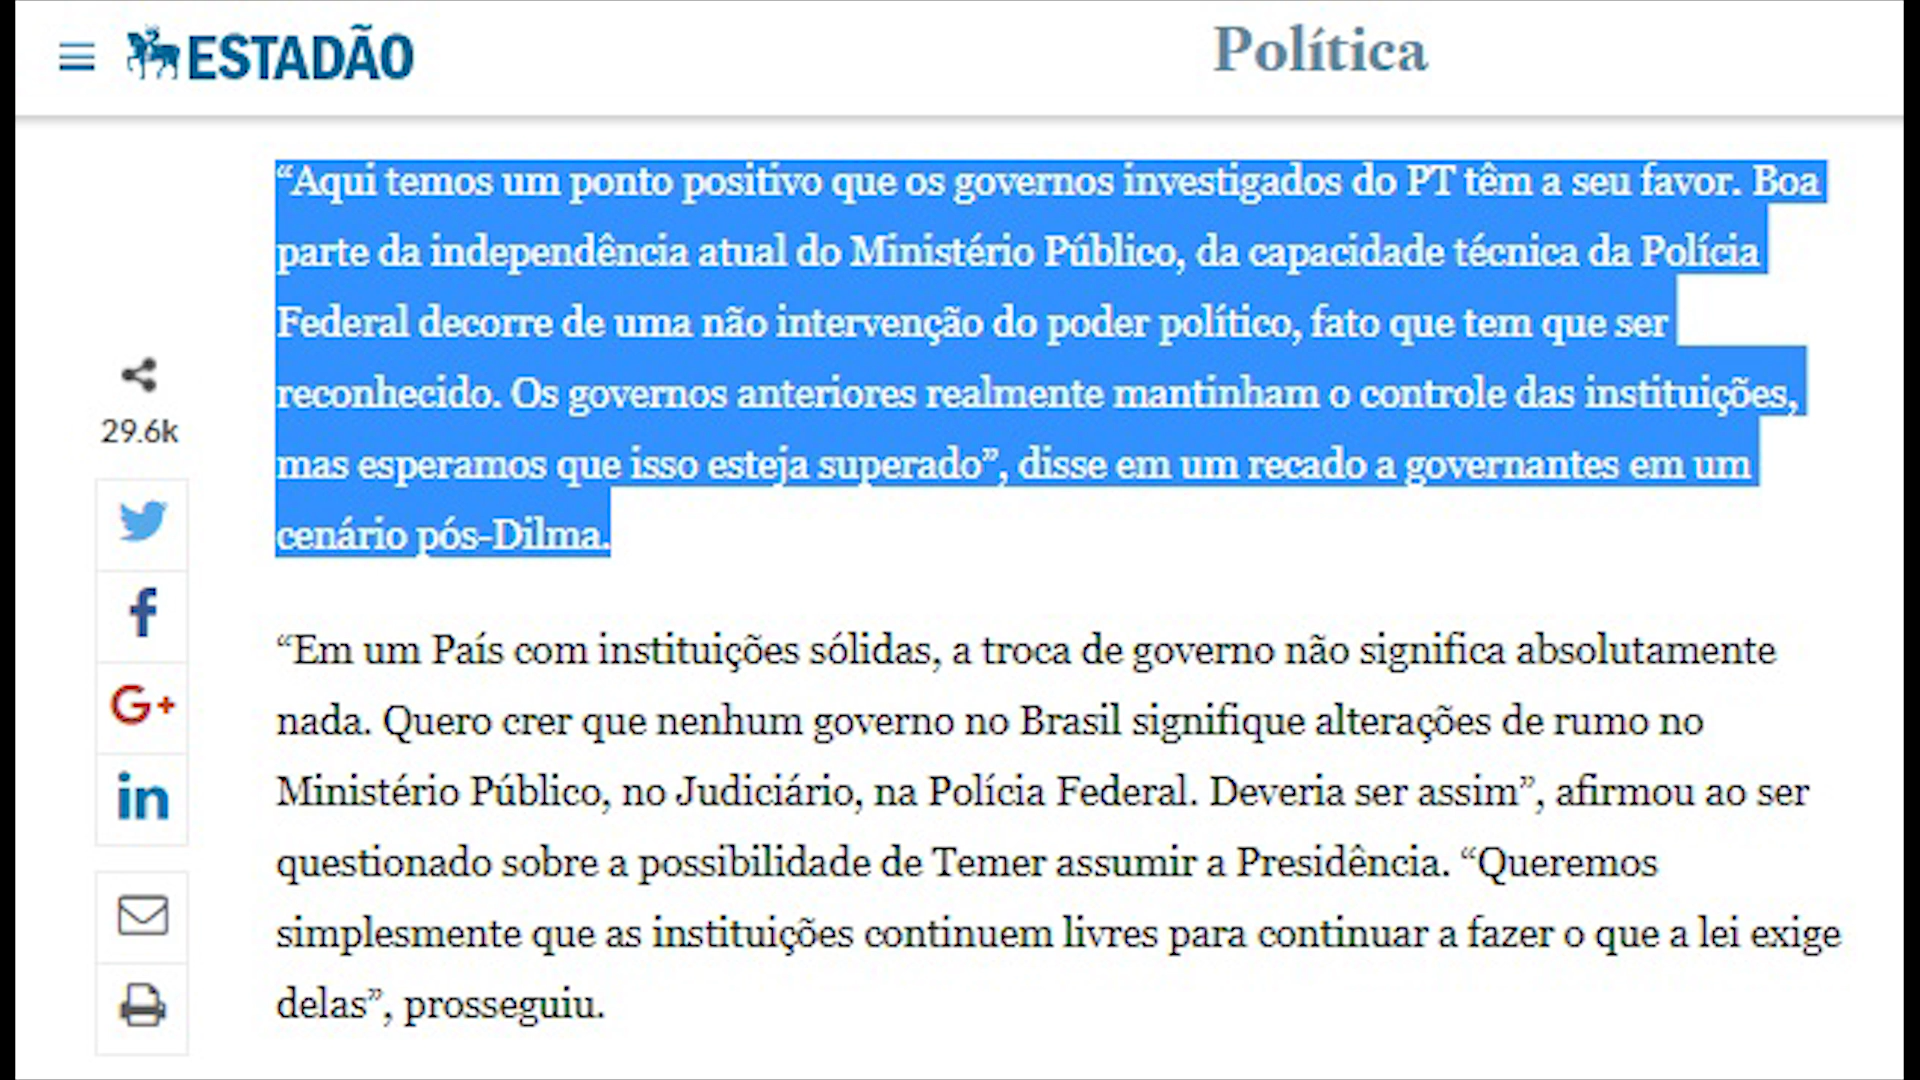 ESTADÃO
Política
“Aqui temos um ponto positivo que os governos investigados do PT têm a seu favor. Boa
parte da independência atual do Ministério Público, da capacidade técnica da Polícia
Federal decorre de uma não intervenção do poder político, fato que tem que ser
reconhecido. Os governos anteriores realmente mantinham o controle das instituições,
mas esperamos que isso esteja superado”, disse em um recado a governantes em um
cenário pós-Dilma.
29.6k
f
G+
in
“Em um País com instituições sólidas, a troca de governo não significa absolutamente
nada. Quero crer que nenhum governo no Brasil signifique alterações de rumo no
Ministério Público, no Judiciário, na Polícia Federal. Deveria ser assim”, afirmou ao ser
questionado sobre a possibilidade de Temer assumir a Presidência. “Queremos
simplesmente que as instituições continuem livres para continuar a fazer o que a lei exige
delas”, prosseguiu.